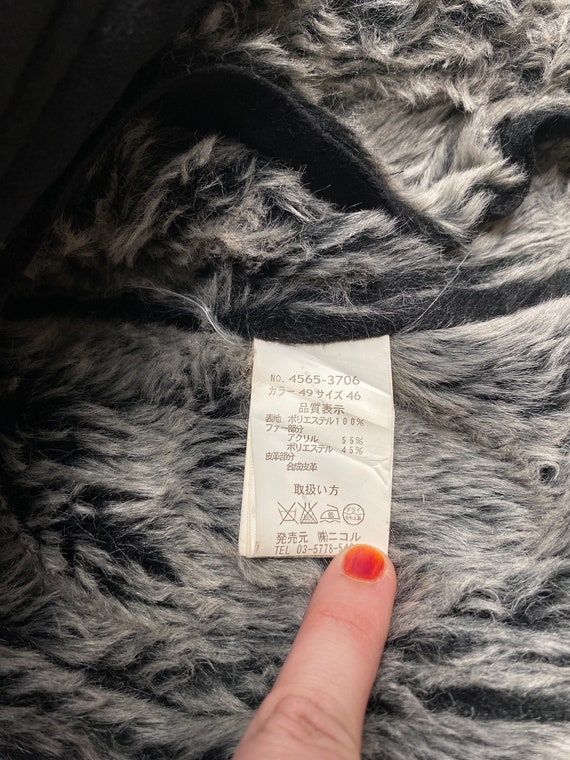 NO. 4565-3706
カラー 49 サイズ 46
品質表示
表地 ポリエステル100%
ファー部分
アクリル 55%
ポリエステル 45%
皮革部分
合成皮革
取扱い方
ドライ
発売元 ㈱ニコル
TEL 03-5778-54